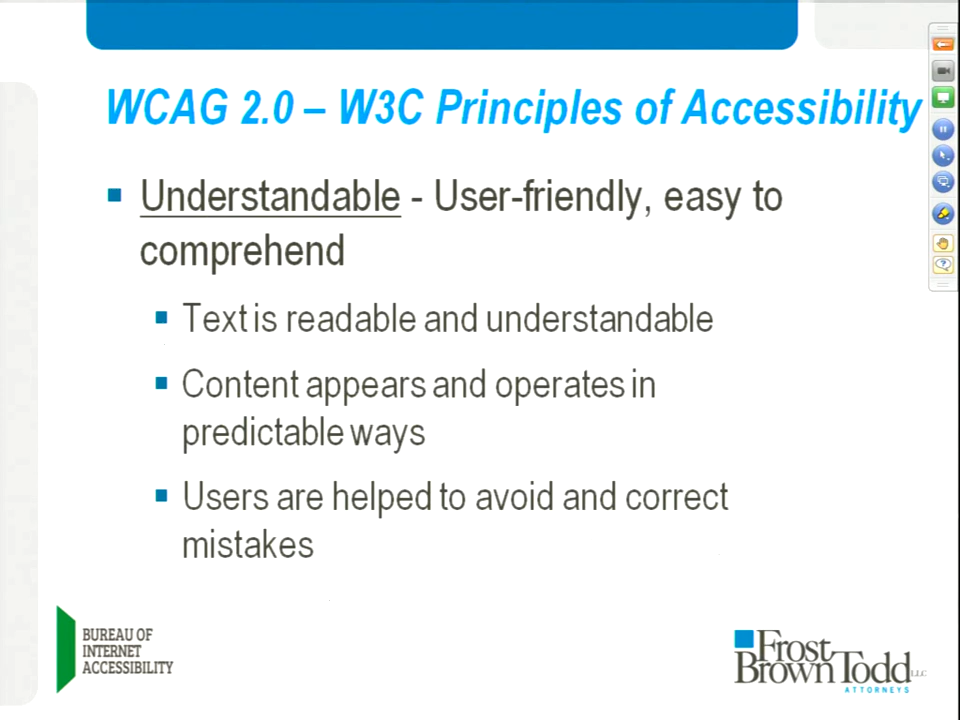 WCAG 2.0 – W3C Principles of Accessibility
Understandable - User-friendly, easy to
comprehend
Text is readable and understandable
Content appears and operates in
predictable ways
Users are helped to avoid and correct
mistakes
BUREAU OF
INTERNET
ACCESSIBILITY
Frost
Brown Todd LLC
ATTORNEYS